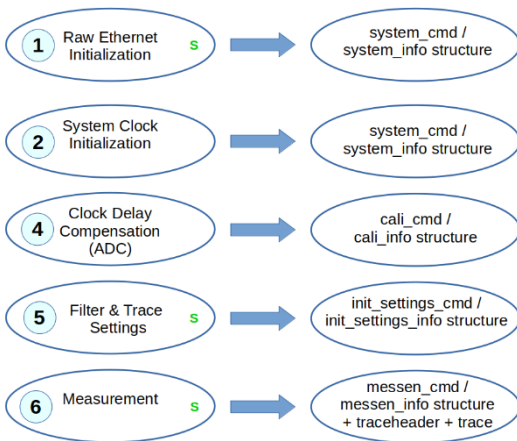 1 Raw Ethernet
Initialization S
system_cmd /
system_info structure
2 System Clock
Initialization
system_cmd /
system_info structure
4 Clock Delay
Compensation
(ADC)
cali_cmd /
cali_info structure
5 Filter & Trace
Settings S
init_settings_cmd /
init_settings_info structure
6 Measurement S
messen_cmd /
messen_info structure
+ traceheader + trace